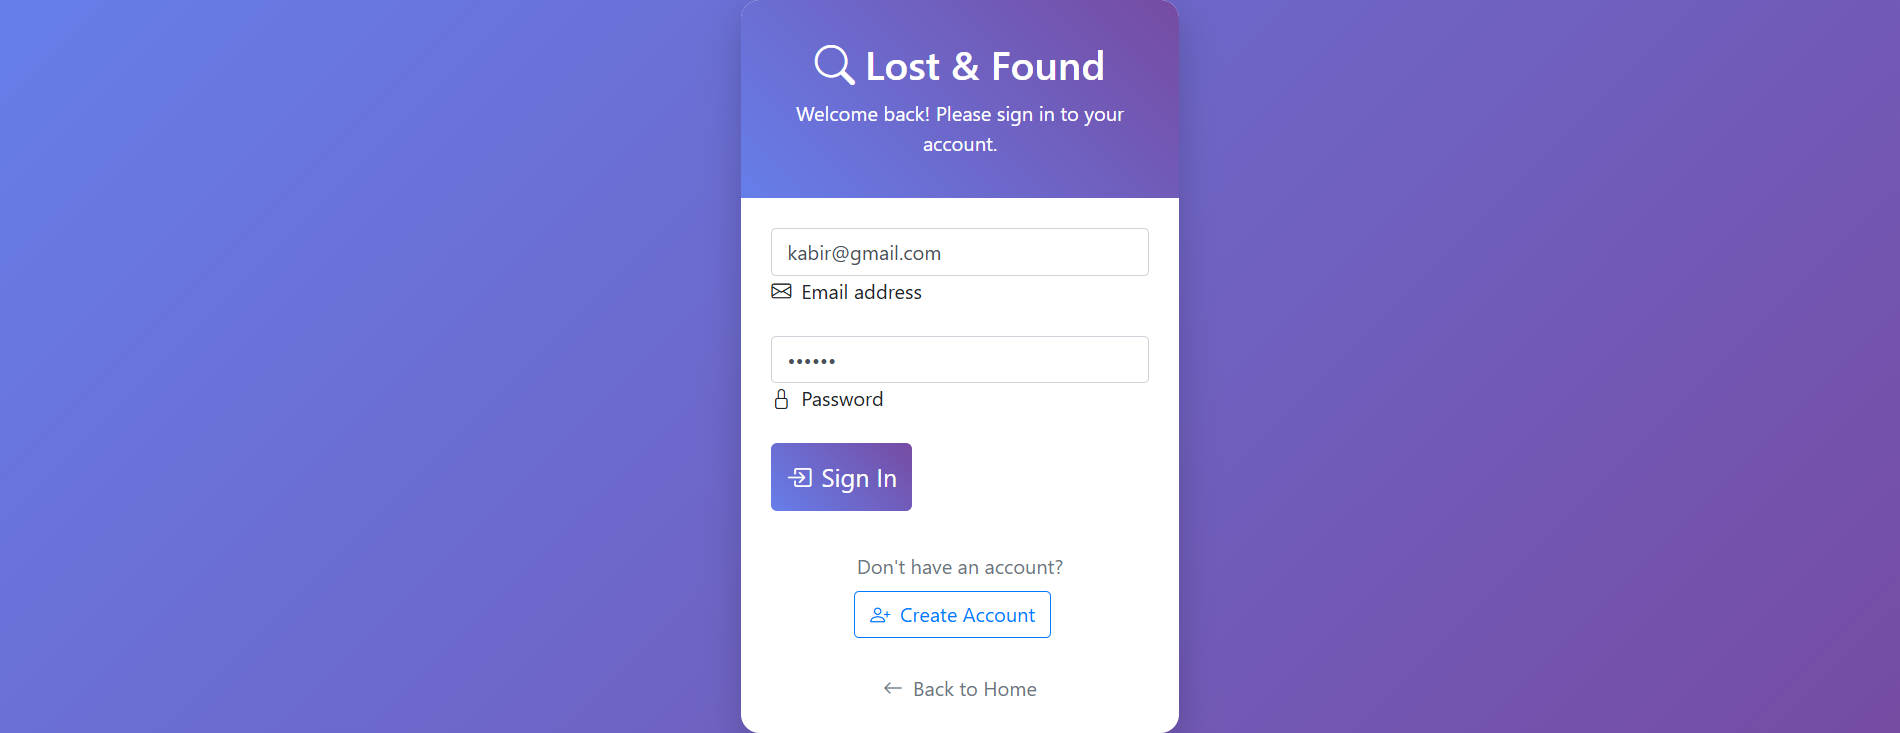 Lost & Found
Welcome back! Please sign in to your
account.
kabir@gmail.com
Email address
••••••
Password
Sign In
Don't have an account?
Create Account
Back to Home